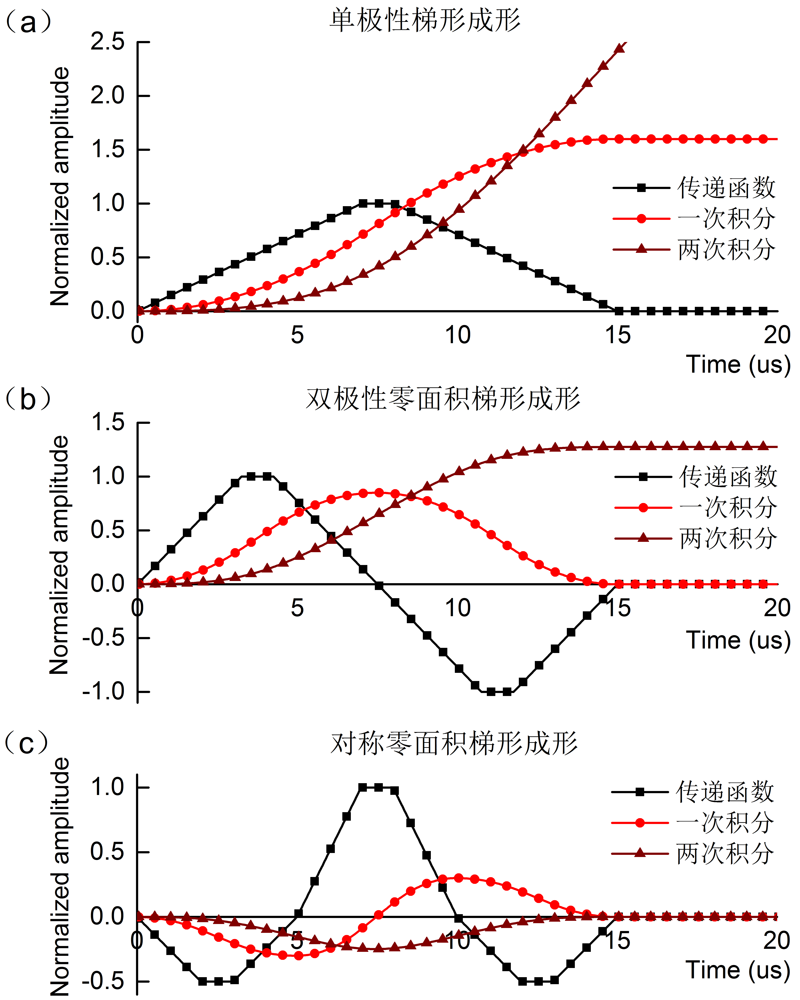 （a）
单极性梯形成形
2.5
2.0
1.5
1.0
0.5
0.0
Normalized amplitude
传递函数
一次积分
两次积分
0 5 10 15 20
Time (us)
（b）
双极性零面积梯形成形
1.5
1.0
0.5
0.0
-0.5
-1.0
Normalized amplitude
传递函数
一次积分
两次积分
0 5 10 15 20
Time (us)
（c）
对称零面积梯形成形
1.0
0.5
0.0
-0.5
Normalized amplitude
传递函数
一次积分
两次积分
0 5 10 15 20
Time (us)